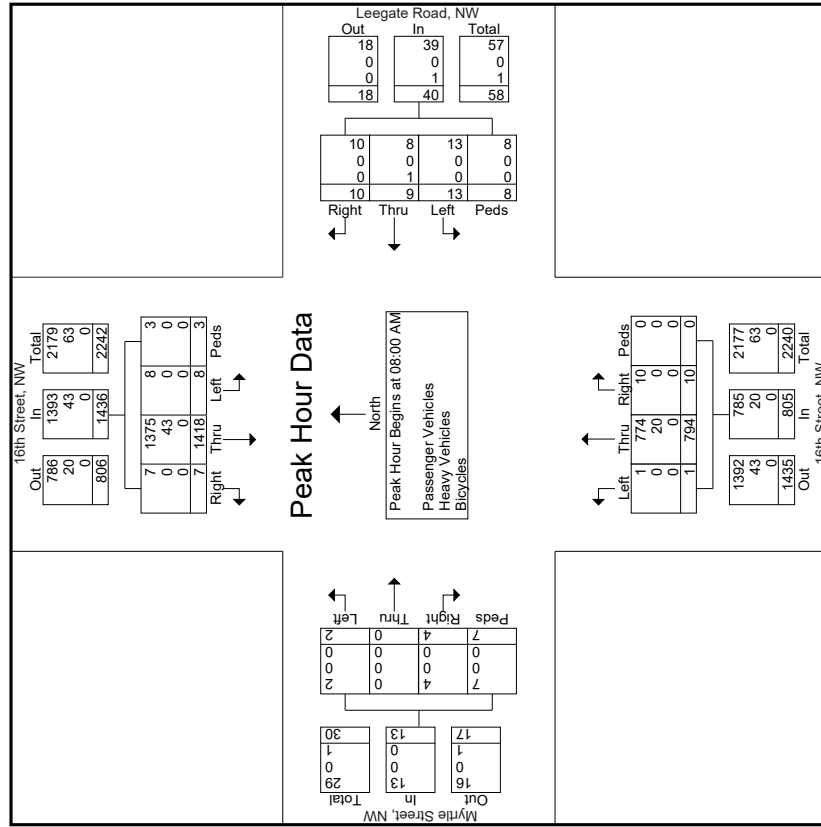 Leegate Road, NW
Out In Total
18 39 57
0 0 0
0 1 1
18 40 58
10 8 13 8
0 0 0 0
0 1 0 0
10 9 13 8
Right Thru Left Peds
16th Street, NW
Out In Total
786 1393 2179
20 43 63
0 0 0
806 1436 2242
7 1375 8 3
0 43 0 0
0 0 0 0
7 1418 8 3
Right Thru Left Peds
Peak Hour Data
North
Peak Hour Begins at 08:00 AM
Passenger Vehicles
Heavy Vehicles
Bicycles
Left Thru Right Peds
1 774 10 0
0 20 0 0
0 0 0 0
1 794 10 0
Out In Total
1392 785 2177
43 20 63
0 0 0
1435 805 2240
16th Street, NW
Left Thru Right Peds
2 0 4 7
0 0 0 0
0 0 0 0
2 0 4 7
Total In Out
30 13 17
1 0 1
0 0 0
29 13 16
Myrtle Street, NW